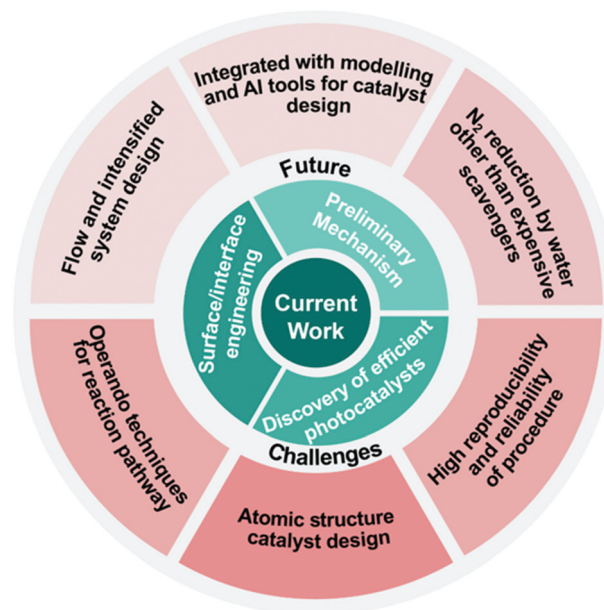 Integrated with modelling
and AI tools for catalyst
design
N₂ reduction by water
other than expensive
scavengers
High reproducibility
and reliability
of procedure
Atomic structure
catalyst design
Operando techniques
for reaction pathway
Flow and intensified
system design
Future
Preliminary
Mechanism
Discovery of efficient
photocatalsts
Surface/interface
engineering
Current
Work
Challenges